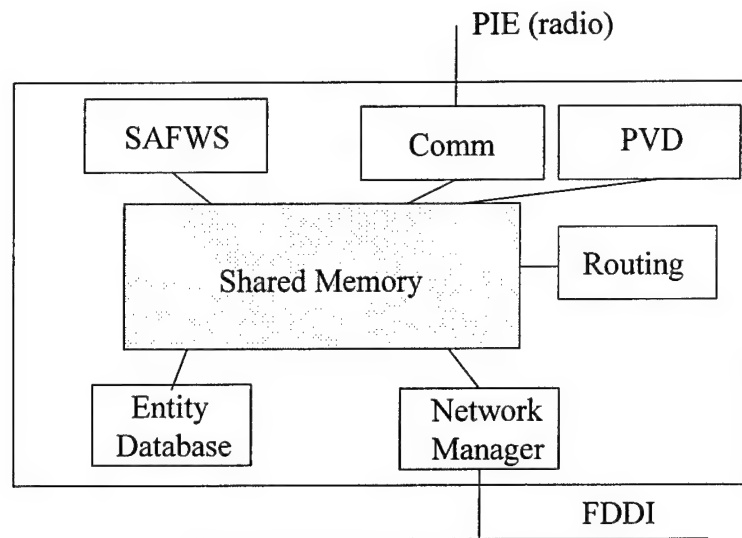 PIE (radio)
SAFWS
Comm
PVD
Shared Memory
Routing
Entity
Database
Network
Manager
FDDI